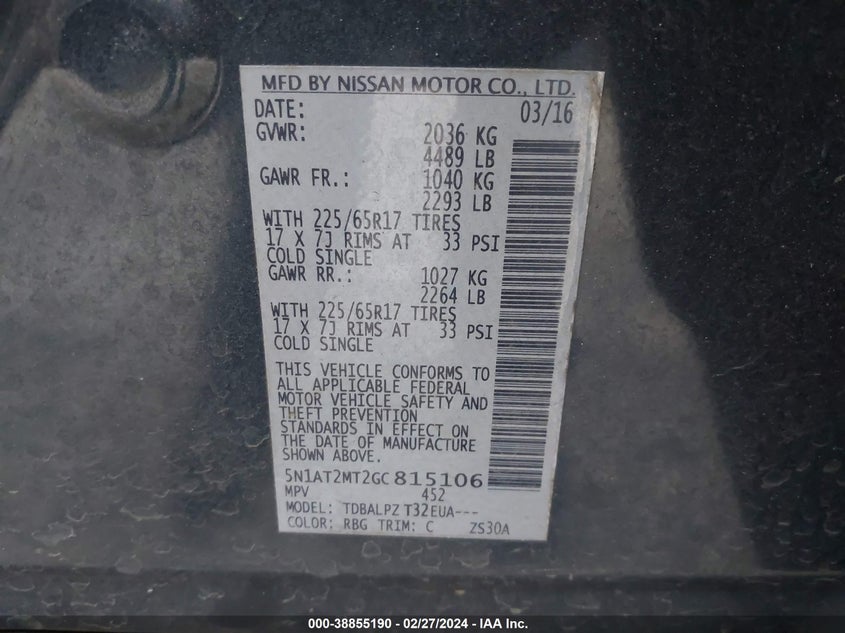 MFD BY NISSAN MOTOR CO., LTD.
DATE: 03/16
GVWR: 2036 KG
4489 LB
GAWR FR.: 1040 KG
2293 LB
WITH 225/65R17 TIRES
17 X 7J RIMS AT 33 PSI
COLD SINGLE
GAWR RR.: 1027 KG
2264 LB
WITH 225/65R17 TIRES
17 X 7J RIMS AT 33 PSI
COLD SINGLE
THIS VEHICLE CONFORMS TO
ALL APPLICABLE FEDERAL
MOTOR VEHICLE SAFETY AND
THEFT PREVENTION
STANDARDS IN EFFECT ON
THE DATE OF MANUFACTURE
SHOWN ABOVE.
5N1AT2MT2GC815106
MPV 452
MODEL: TDBALPZ T32EUA---
COLOR: RBG TRIM: C ZS30A
000-38855190 - 02/27/2024 - IAA Inc.